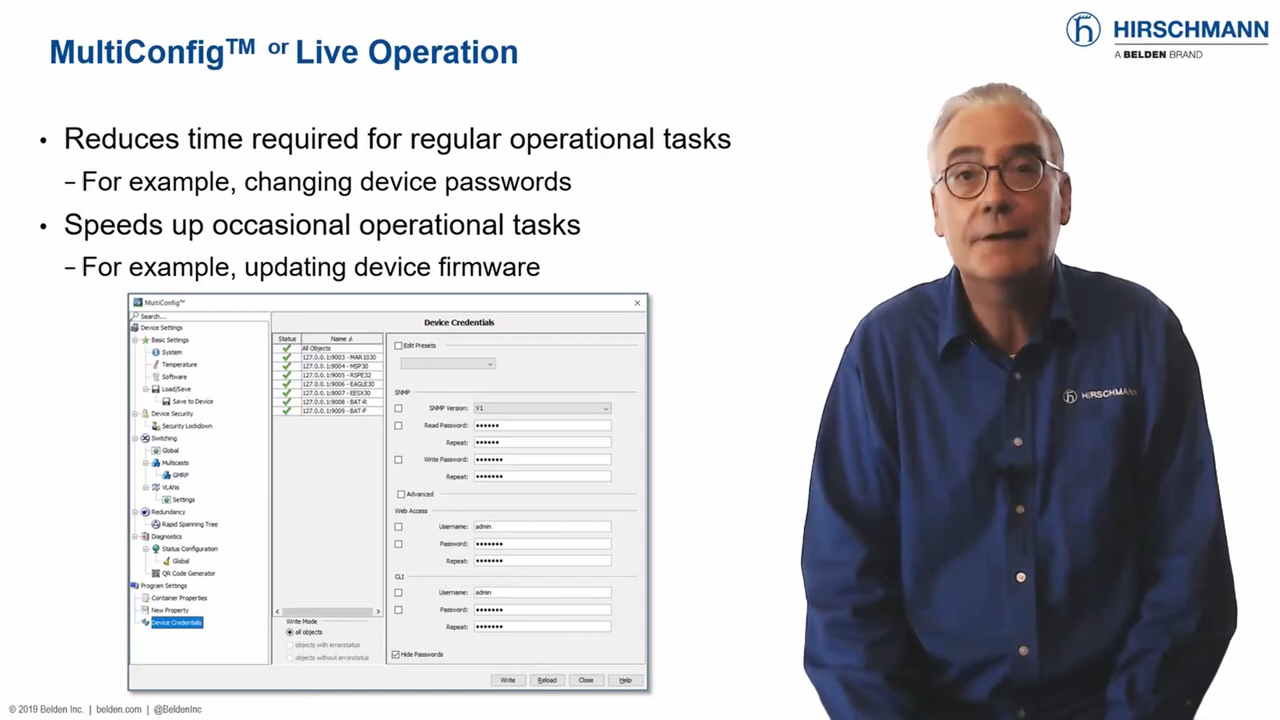 MultiConfig™ or Live Operation
HIRSCHMANN
A BELDEN BRAND
• Reduces time required for regular operational tasks
– For example, changing device passwords
• Speeds up occasional operational tasks
– For example, updating device firmware
MultiConfig™
Search...
Device Settings
Basic Settings
System
Temperature
Software
Load/Save
Save to Device
Device Security
Security Lockdown
Switching
Global
Multicasts
GMRP
VLANs
Settings
Redundancy
Rapid Spanning Tree
Diagnostics
Status Configuration
Global
QR Code Generator
Program Settings
Container Properties
New Property
Device Credentials
Device Credentials
Status Name
All Objects
127.0.0.1:9003 - MAR1030
127.0.0.1:9004 - MSP30
127.0.0.1:9005 - RSPE32
127.0.0.1:9006 - EAGLE30
127.0.0.1:9007 - EESX30
127.0.0.1:9008 - BAT-R
127.0.0.1:9009 - BAT-F
Write Mode
all objects
objects with errorstatus
objects without errorstatus
Edit Presets
SNMP
SNMP Version: V1
Read Password: ••••••
Repeat: ••••••
Write Password: •••••••
Repeat: •••••••
Advanced
Web Access
Username: admin
Password: •••••••
Repeat: •••••••
CLI
Username: admin
Password: •••••••
Repeat: •••••••
Hide Passwords
Write Reload Close Help
HIRSCHMANN
© 2019 Belden Inc. | belden.com | @BeldenInc